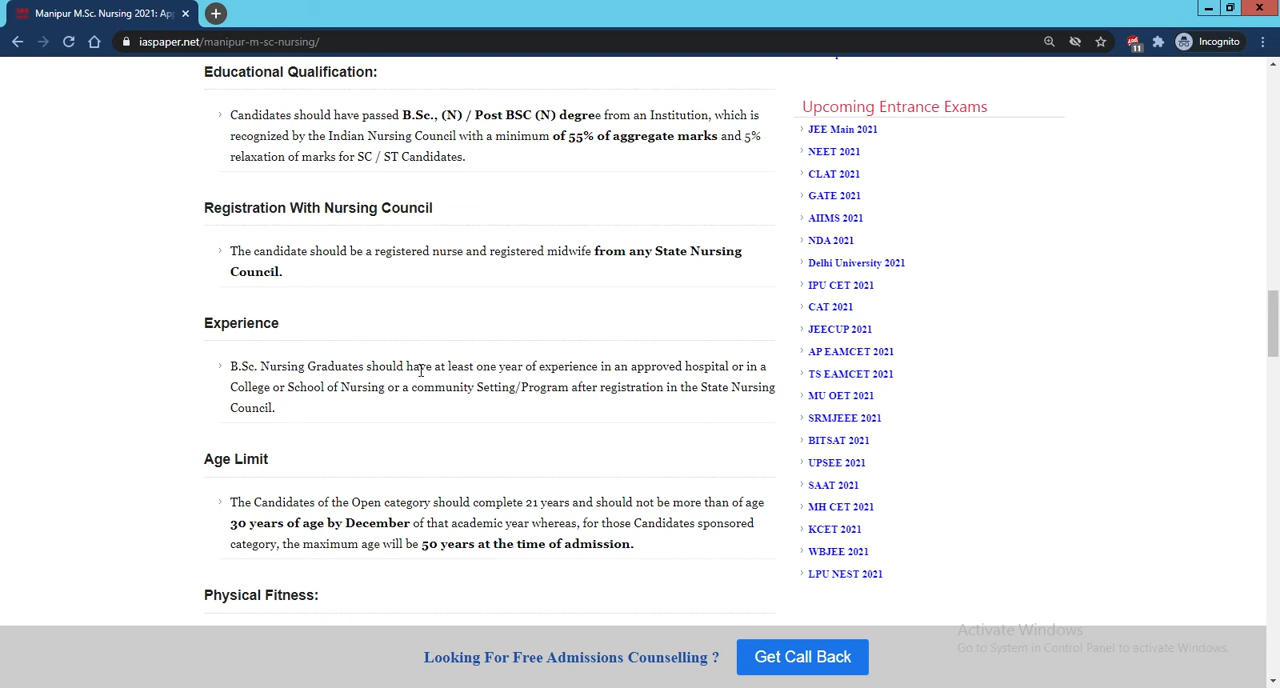 Manipur M.Sc. Nursing 2021: Ap
iaspaper.net/manipur-m-sc-nursing/
11
Incognito
Educational Qualification:
Candidates should have passed B.Sc., (N) / Post BSC (N) degree from an Institution, which is
recognized by the Indian Nursing Council with a minimum of 55% of aggregate marks and 5%
relaxation of marks for SC / ST Candidates.
Registration With Nursing Council
The candidate should be a registered nurse and registered midwife from any State Nursing
Council.
Experience
B.Sc. Nursing Graduates should have at least one year of experience in an approved hospital or in a
College or School of Nursing or a community Setting/Program after registration in the State Nursing
Council.
Age Limit
The Candidates of the Open category should complete 21 years and should not be more than of age
30 years of age by December of that academic year whereas, for those Candidates sponsored
category, the maximum age will be 50 years at the time of admission.
Physical Fitness:
Upcoming Entrance Exams
JEE Main 2021
NEET 2021
CLAT 2021
GATE 2021
AIIMS 2021
NDA 2021
Delhi University 2021
IPU CET 2021
CAT 2021
JEECUP 2021
AP EAMCET 2021
TS EAMCET 2021
MU OET 2021
SRMJEEE 2021
BITSAT 2021
UPSEE 2021
SAAT 2021
MH CET 2021
KCET 2021
WBJEE 2021
LPU NEST 2021
Looking For Free Admissions Counselling ?
Get Call Back
Activate Windows
Go to System in Control Panel to activate Windows.